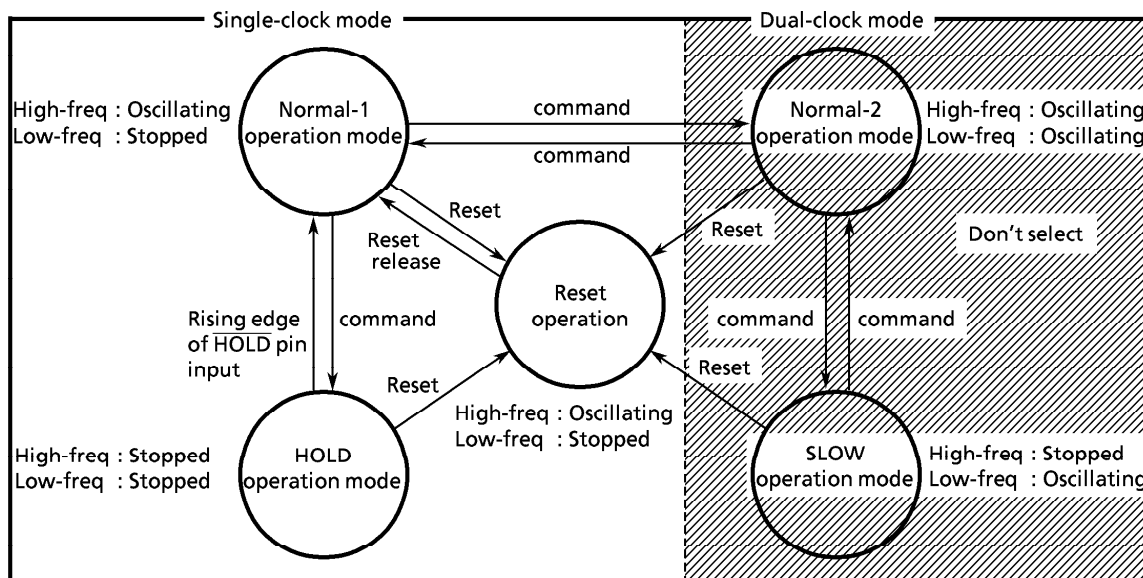 Single-clock mode
Dual-clock mode
High-freq : Oscillating
Low-freq : Stopped
Normal-1
operation mode
command
command
Normal-2
operation mode
High-freq : Oscillating
Low-freq : Oscillating
Reset
Reset
release
Reset
Don't select
Reset
operation
Rising edge
of HOLD pin
input
command
command
command
Reset
Reset
High-freq : Oscillating
Low-freq : Stopped
High-freq : Stopped
Low-freq : Stopped
HOLD
operation mode
SLOW
operation mode
High-freq : Stopped
Low-freq : Oscillating